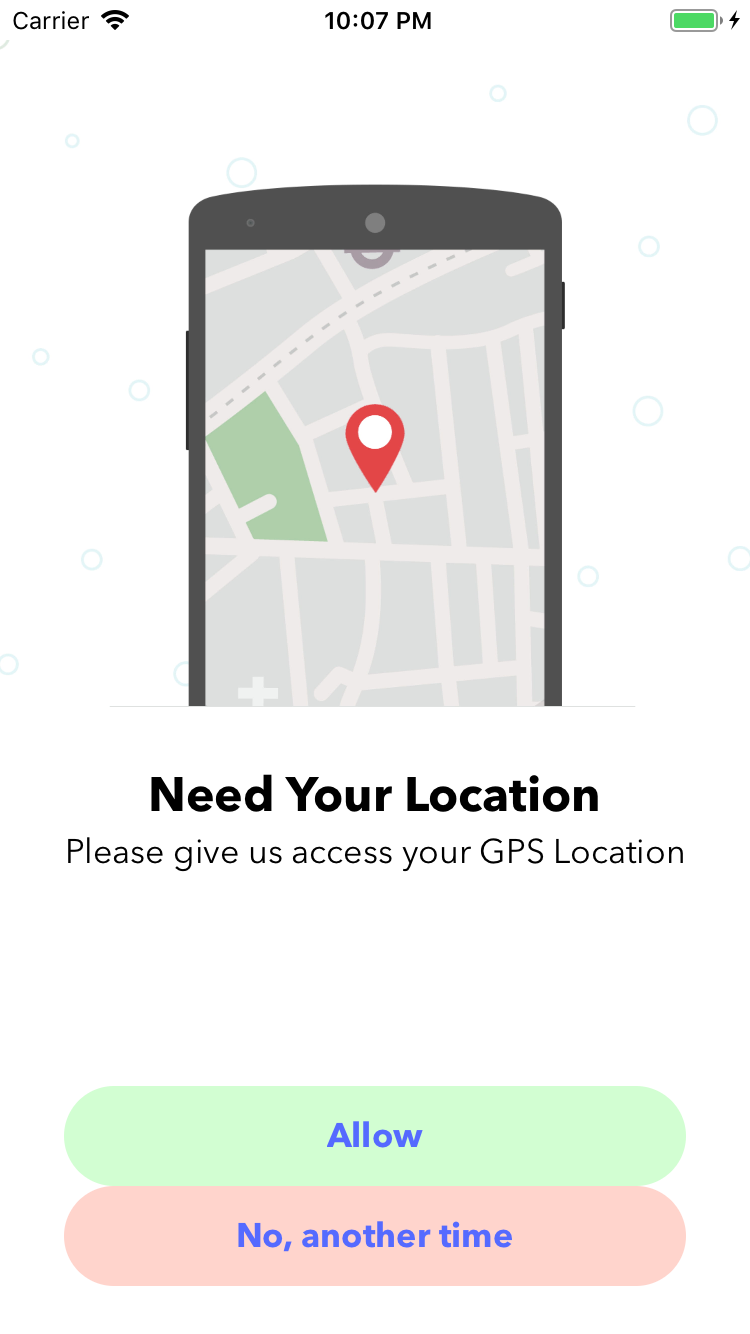 Carrier 10:07 PM
Need Your Location
Please give us access your GPS Location
Allow
No, another time